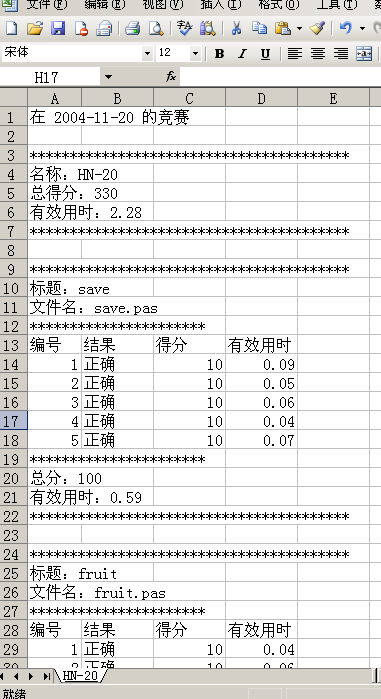 文件(F) 编辑(E) 视图(V) 插入(I) 格式(O) 工具(T)
宋体 12 B I U
H17 fx
A B C D E
1 在 2004-11-20 的竞赛
2
3 ****************************************
4 名称：HN-20
5 总得分：330
6 有效用时：2.28
7 ****************************************
8
9 ****************************************
10 标题：save
11 文件名：save.pas
12 **********************
13 编号 结果 得分 有效用时
14 1 正确 10 0.09
15 2 正确 10 0.05
16 3 正确 10 0.06
17 4 正确 10 0.04
18 5 正确 10 0.07
19 **********************
20 总分：100
21 有效用时：0.59
22 ****************************************
23
24 ****************************************
25 标题：fruit
26 文件名：fruit.pas
27 **********************
28 编号 结果 得分 有效用时
29 1 正确 10 0.04
30 2 正确 10 0.06
HN-20
就绪